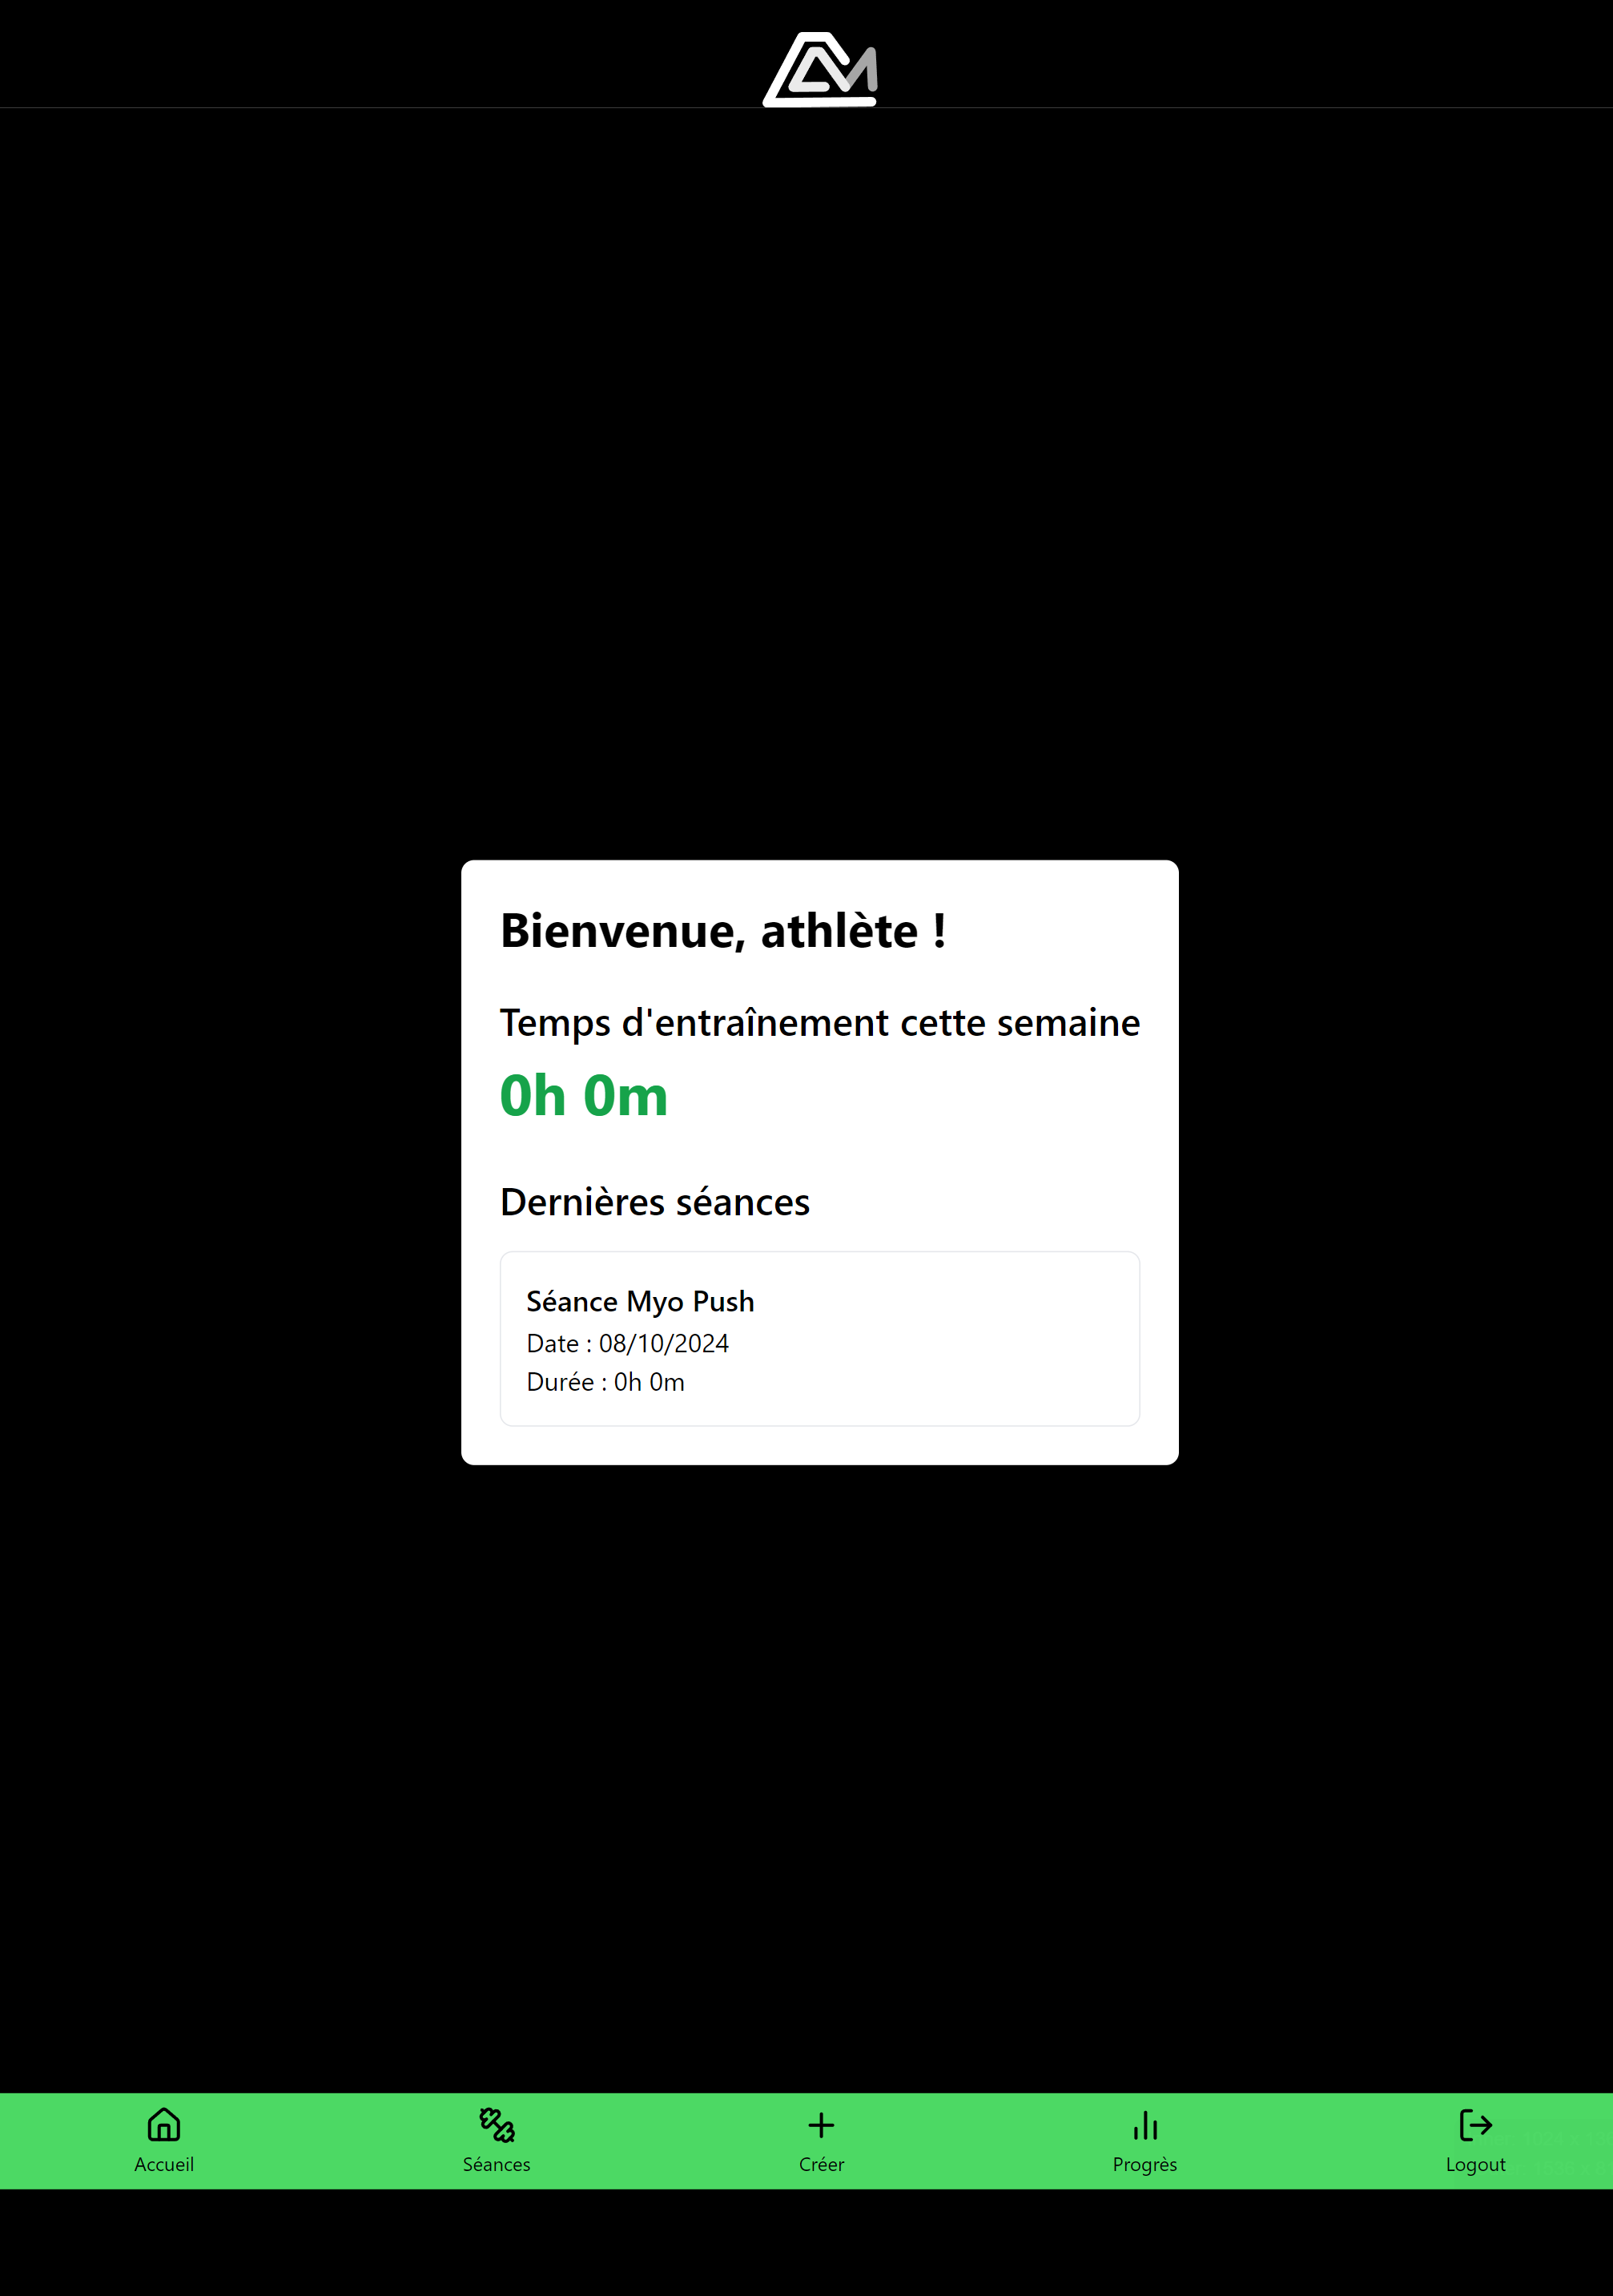 Bienvenue, athlète !
Temps d'entraînement cette semaine
0h 0m
Dernières séances
Séance Myo Push
Date : 08/10/2024
Durée : 0h 0m
Accueil
Séances
Créer
Progrès
Logout